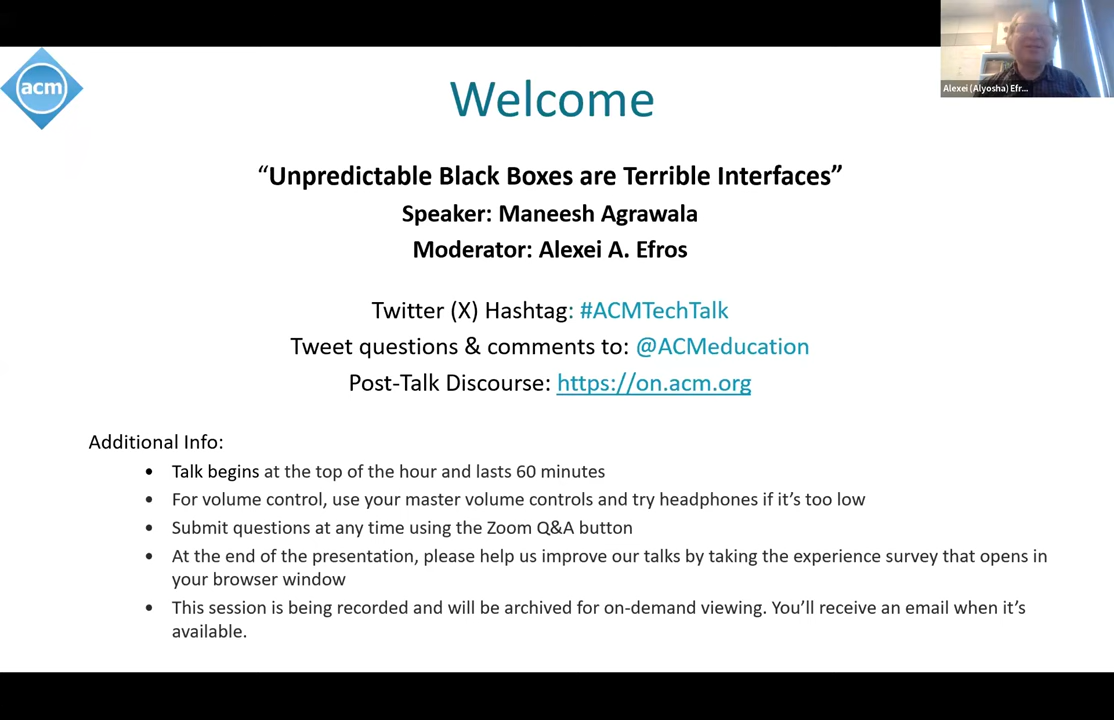 acm
Alexei (Alyosha) Efr...
Welcome
“Unpredictable Black Boxes are Terrible Interfaces”
Speaker: Maneesh Agrawala
Moderator: Alexei A. Efros
Twitter (X) Hashtag: #ACMTechTalk
Tweet questions & comments to: @ACMeducation
Post-Talk Discourse: https://on.acm.org
Additional Info:
• Talk begins at the top of the hour and lasts 60 minutes
• For volume control, use your master volume controls and try headphones if it’s too low
• Submit questions at any time using the Zoom Q&A button
• At the end of the presentation, please help us improve our talks by taking the experience survey that opens in
your browser window
• This session is being recorded and will be archived for on-demand viewing. You’ll receive an email when it’s
available.